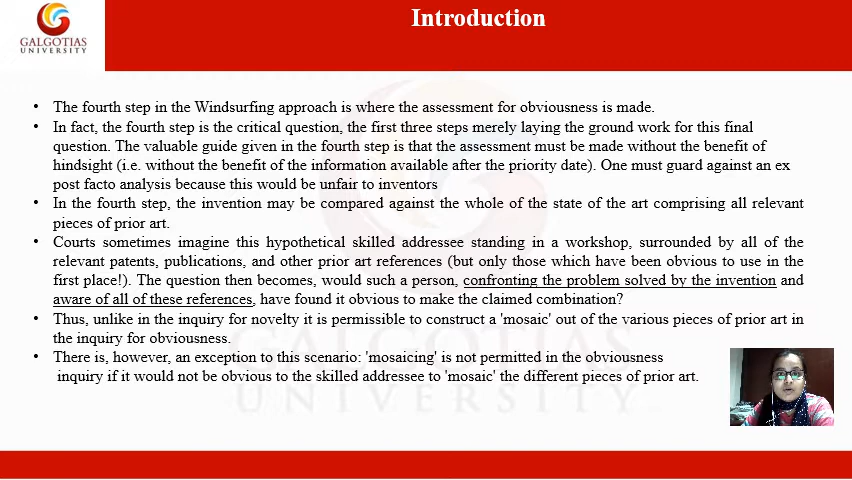 Introduction
GALGOTIAS
UNIVERSITY
• The fourth step in the Windsurfing approach is where the assessment for obviousness is made.
• In fact, the fourth step is the critical question, the first three steps merely laying the ground work for this final
question. The valuable guide given in the fourth step is that the assessment must be made without the benefit of
hindsight (i.e. without the benefit of the information available after the priority date). One must guard against an ex
post facto analysis because this would be unfair to inventors
• In the fourth step, the invention may be compared against the whole of the state of the art comprising all relevant
pieces of prior art.
• Courts sometimes imagine this hypothetical skilled addressee standing in a workshop, surrounded by all of the
relevant patents, publications, and other prior art references (but only those which have been obvious to use in the
first place!). The question then becomes, would such a person, confronting the problem solved by the invention and
aware of all of these references, have found it obvious to make the claimed combination?
• Thus, unlike in the inquiry for novelty it is permissible to construct a 'mosaic' out of the various pieces of prior art in
the inquiry for obviousness.
• There is, however, an exception to this scenario: 'mosaicing' is not permitted in the obviousness
inquiry if it would not be obvious to the skilled addressee to 'mosaic' the different pieces of prior art.
GALGOTIAS
UNIVERSITY